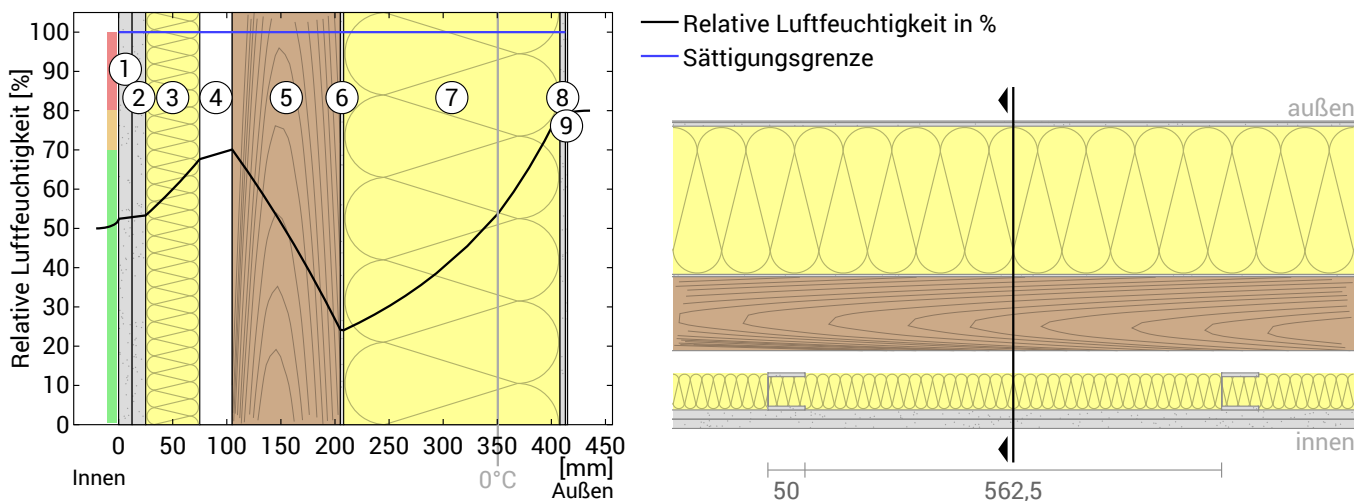 Relative Luftfeuchtigkeit [%]
100
90
80
70
60
50
40
30
20
10
0
1
2
3
4
5
6
7
8
9
0 50 100 150 200 250 300 350 400 450
[mm]
Innen
0°C
Außen
Relative Luftfeuchtigkeit in %
Sättigungsgrenze
außen
innen
50
562,5